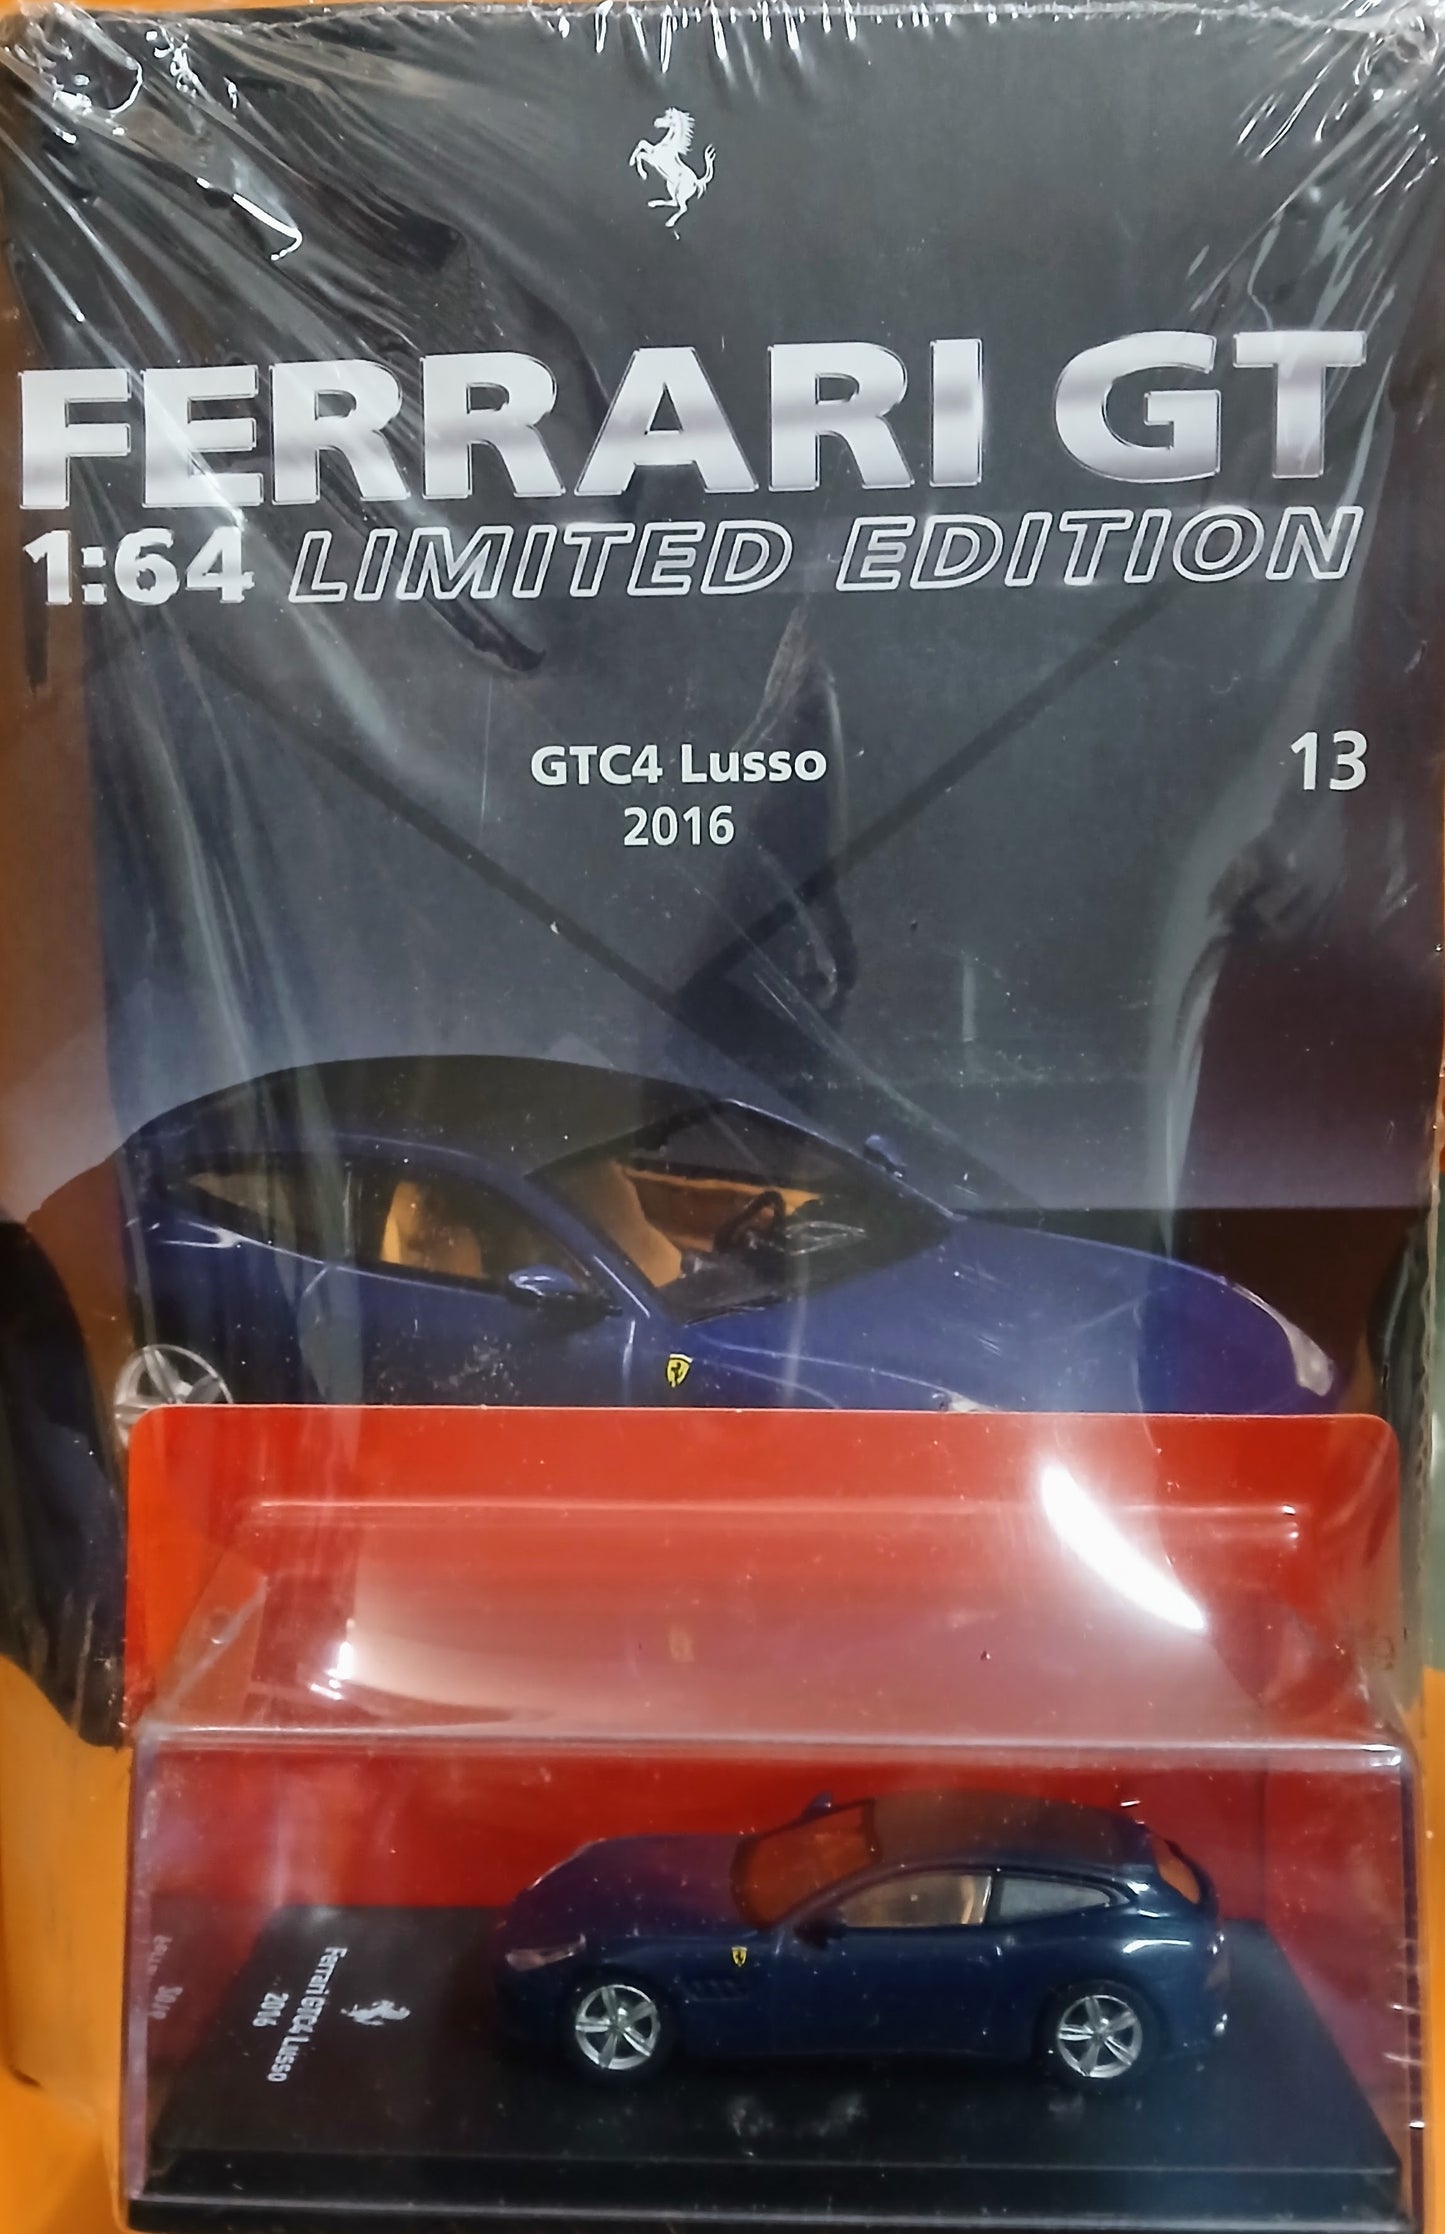 FERRARI GT
1:64 LIMITED EDITION
GTC4 Lusso
2016
13
Ferrari GTC4 Lusso
2016